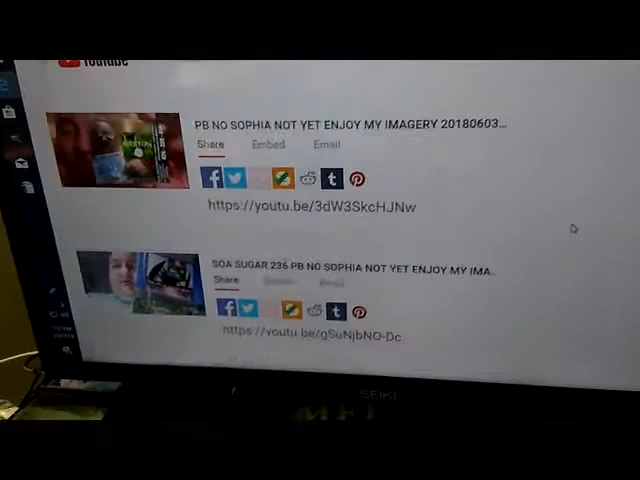 YouTube
PB NO SOPHIA NOT YET ENJOY MY IMAGERY 20180603...
Share Embed Email
https://youtu.be/3dW3SkcHJNw
SOA SUGAR 236 PB NO SOPHIA NOT YET ENJOY MY IMA..
Share Email
https://youtu.be/gSuNjbNO-Dc
SEIKI